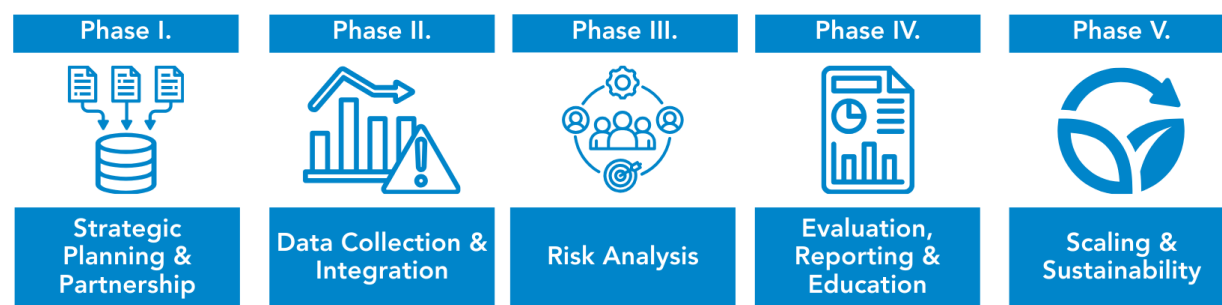 Phase I.
Phase II.
Phase III.
Phase IV.
Phase V.
Strategic
Planning &
Partnership
Data Collection &
Integration
Risk Analysis
Evaluation,
Reporting &
Education
Scaling &
Sustainability